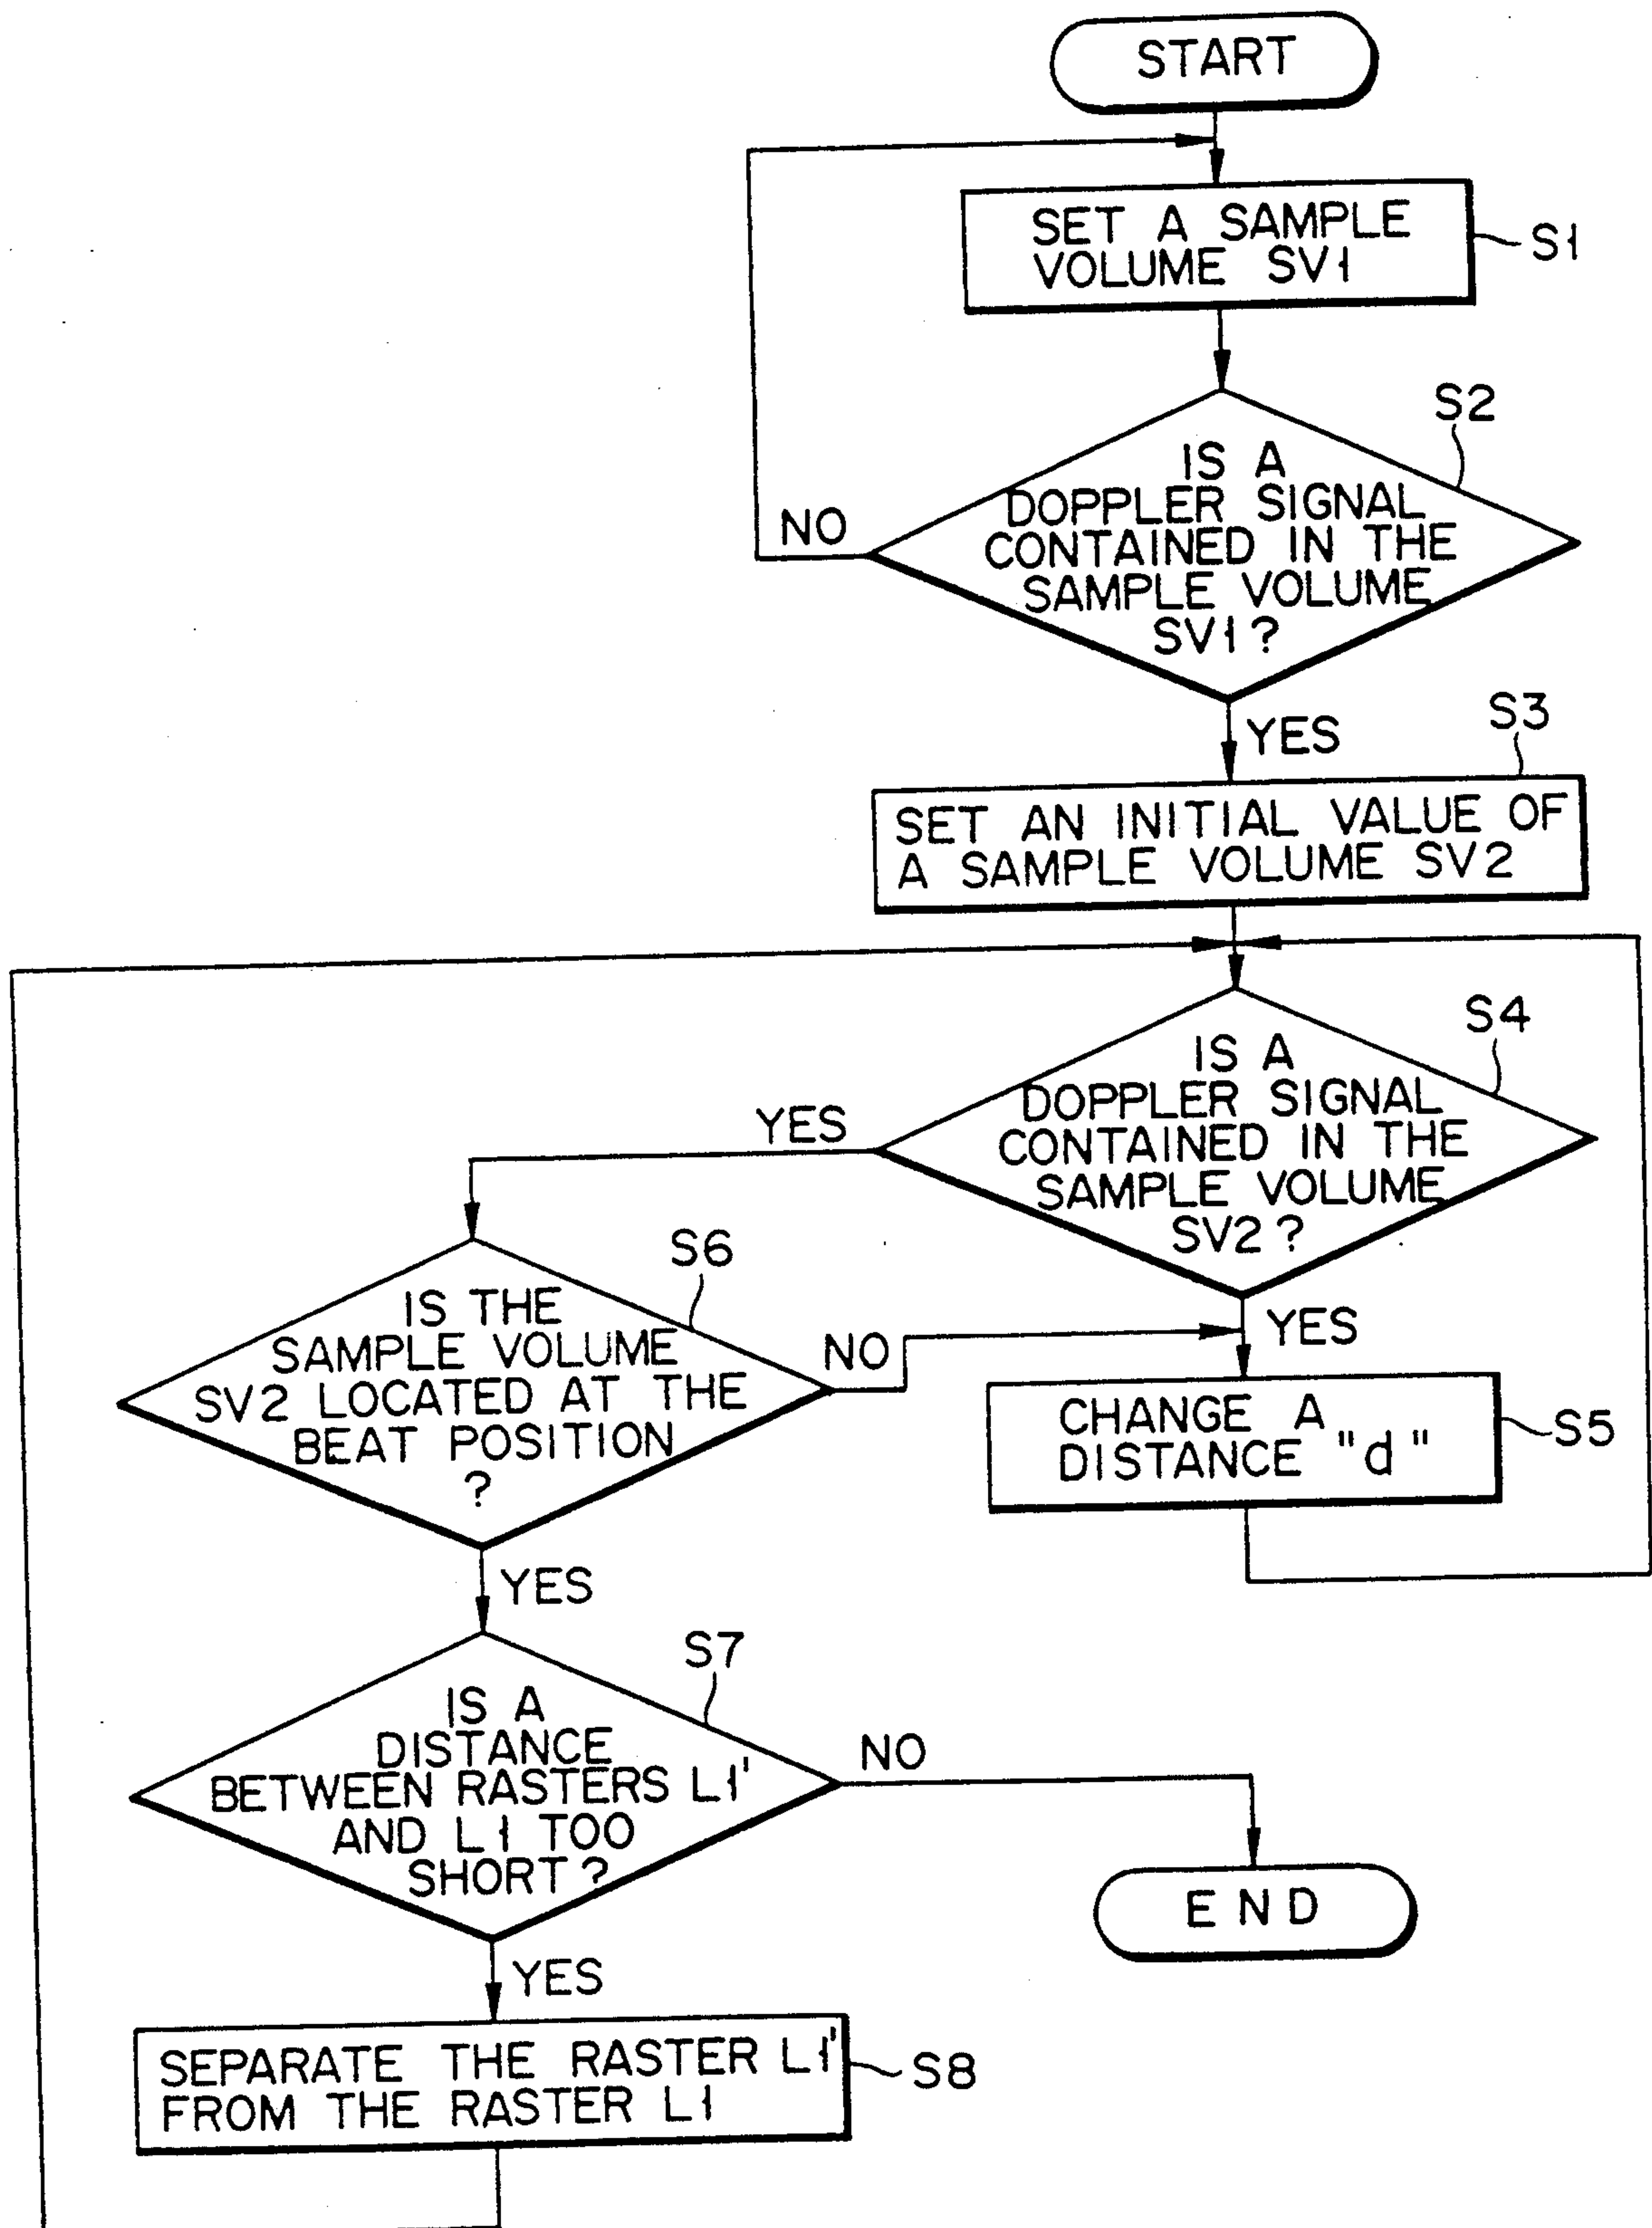 START
SET A SAMPLE
VOLUME SV1
S1
S2
IS A
DOPPLER SIGNAL
CONTAINED IN THE
SAMPLE VOLUME
SV1?
NO
YES
S3
SET AN INITIAL VALUE OF
A SAMPLE VOLUME SV2
S4
IS A
DOPPLER SIGNAL
CONTAINED IN THE
SAMPLE VOLUME
SV2?
YES
YES
S6
IS THE
SAMPLE VOLUME
SV2 LOCATED AT THE
BEAT POSITION
?
NO
CHANGE A
DISTANCE "d"
S5
YES
S7
IS A
DISTANCE
BETWEEN RASTERS L1'
AND L1 TOO
SHORT?
NO
END
YES
SEPARATE THE RASTER L1'
FROM THE RASTER L1
S8